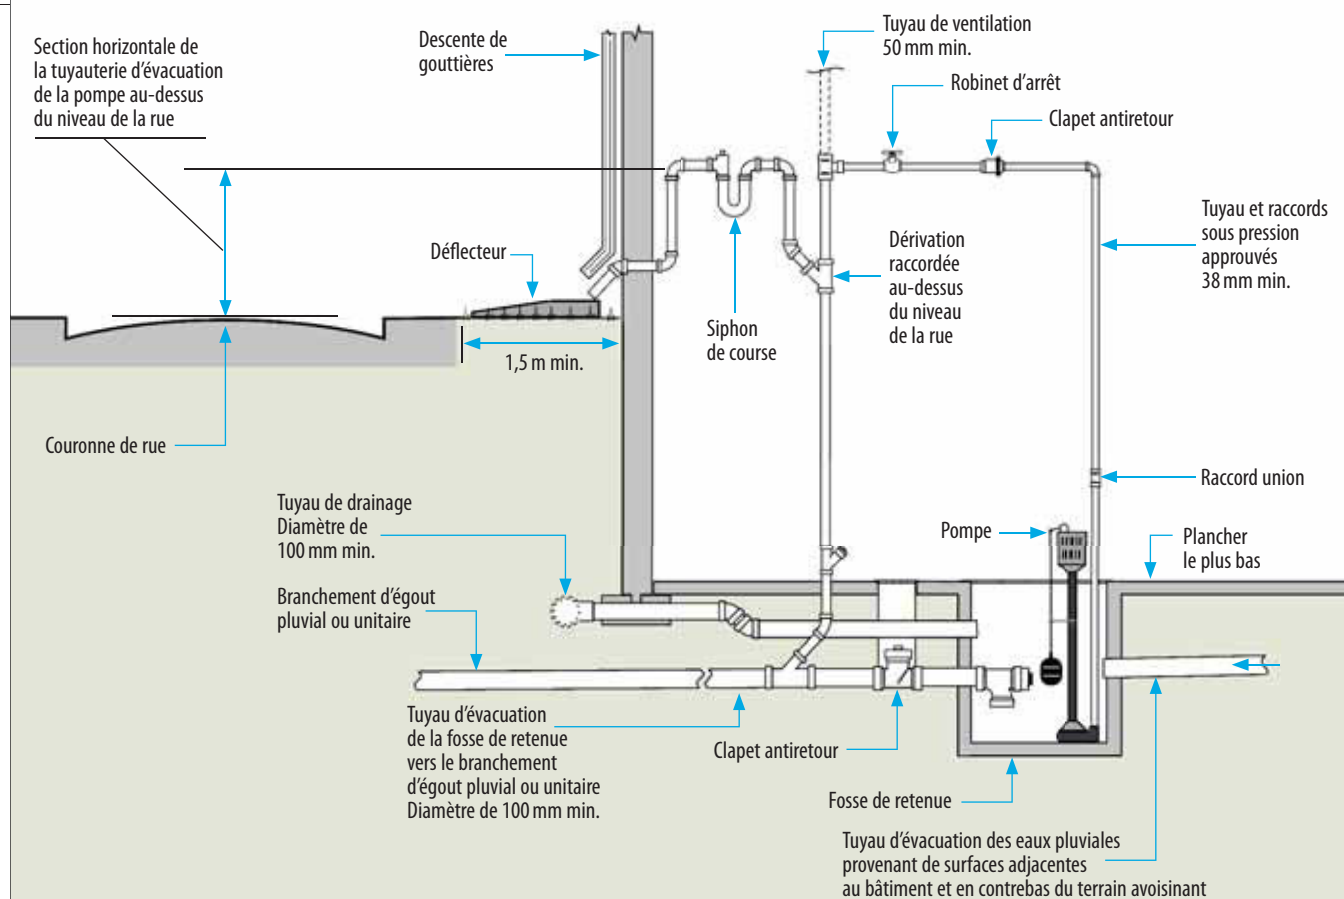 Section horizontale de
la tuyauterie d'évacuation
de la pompe au-dessus
du niveau de la rue
Descente de
gouttières
Tuyau de ventilation
50 mm min.
Robinet d'arrêt
Clapet antiretour
Tuyau et raccords
sous pression
approuvés
38 mm min.
Déflecteur
Dérivation
raccordée
au-dessus
du niveau
de la rue
Siphon
de course
1,5 m min.
Couronne de rue
Raccord union
Tuyau de drainage
Diamètre de
100 mm min.
Pompe
Plancher
le plus bas
Branchement d'égout
pluvial ou unitaire
Tuyau d'évacuation
de la fosse de retenue
vers le branchement
d'égout pluvial ou unitaire
Diamètre de 100 mm min.
Clapet antiretour
Fosse de retenue
Tuyau d'évacuation des eaux pluviales
provenant de surfaces adjacentes
au bâtiment et en contrebas du terrain avoisinant